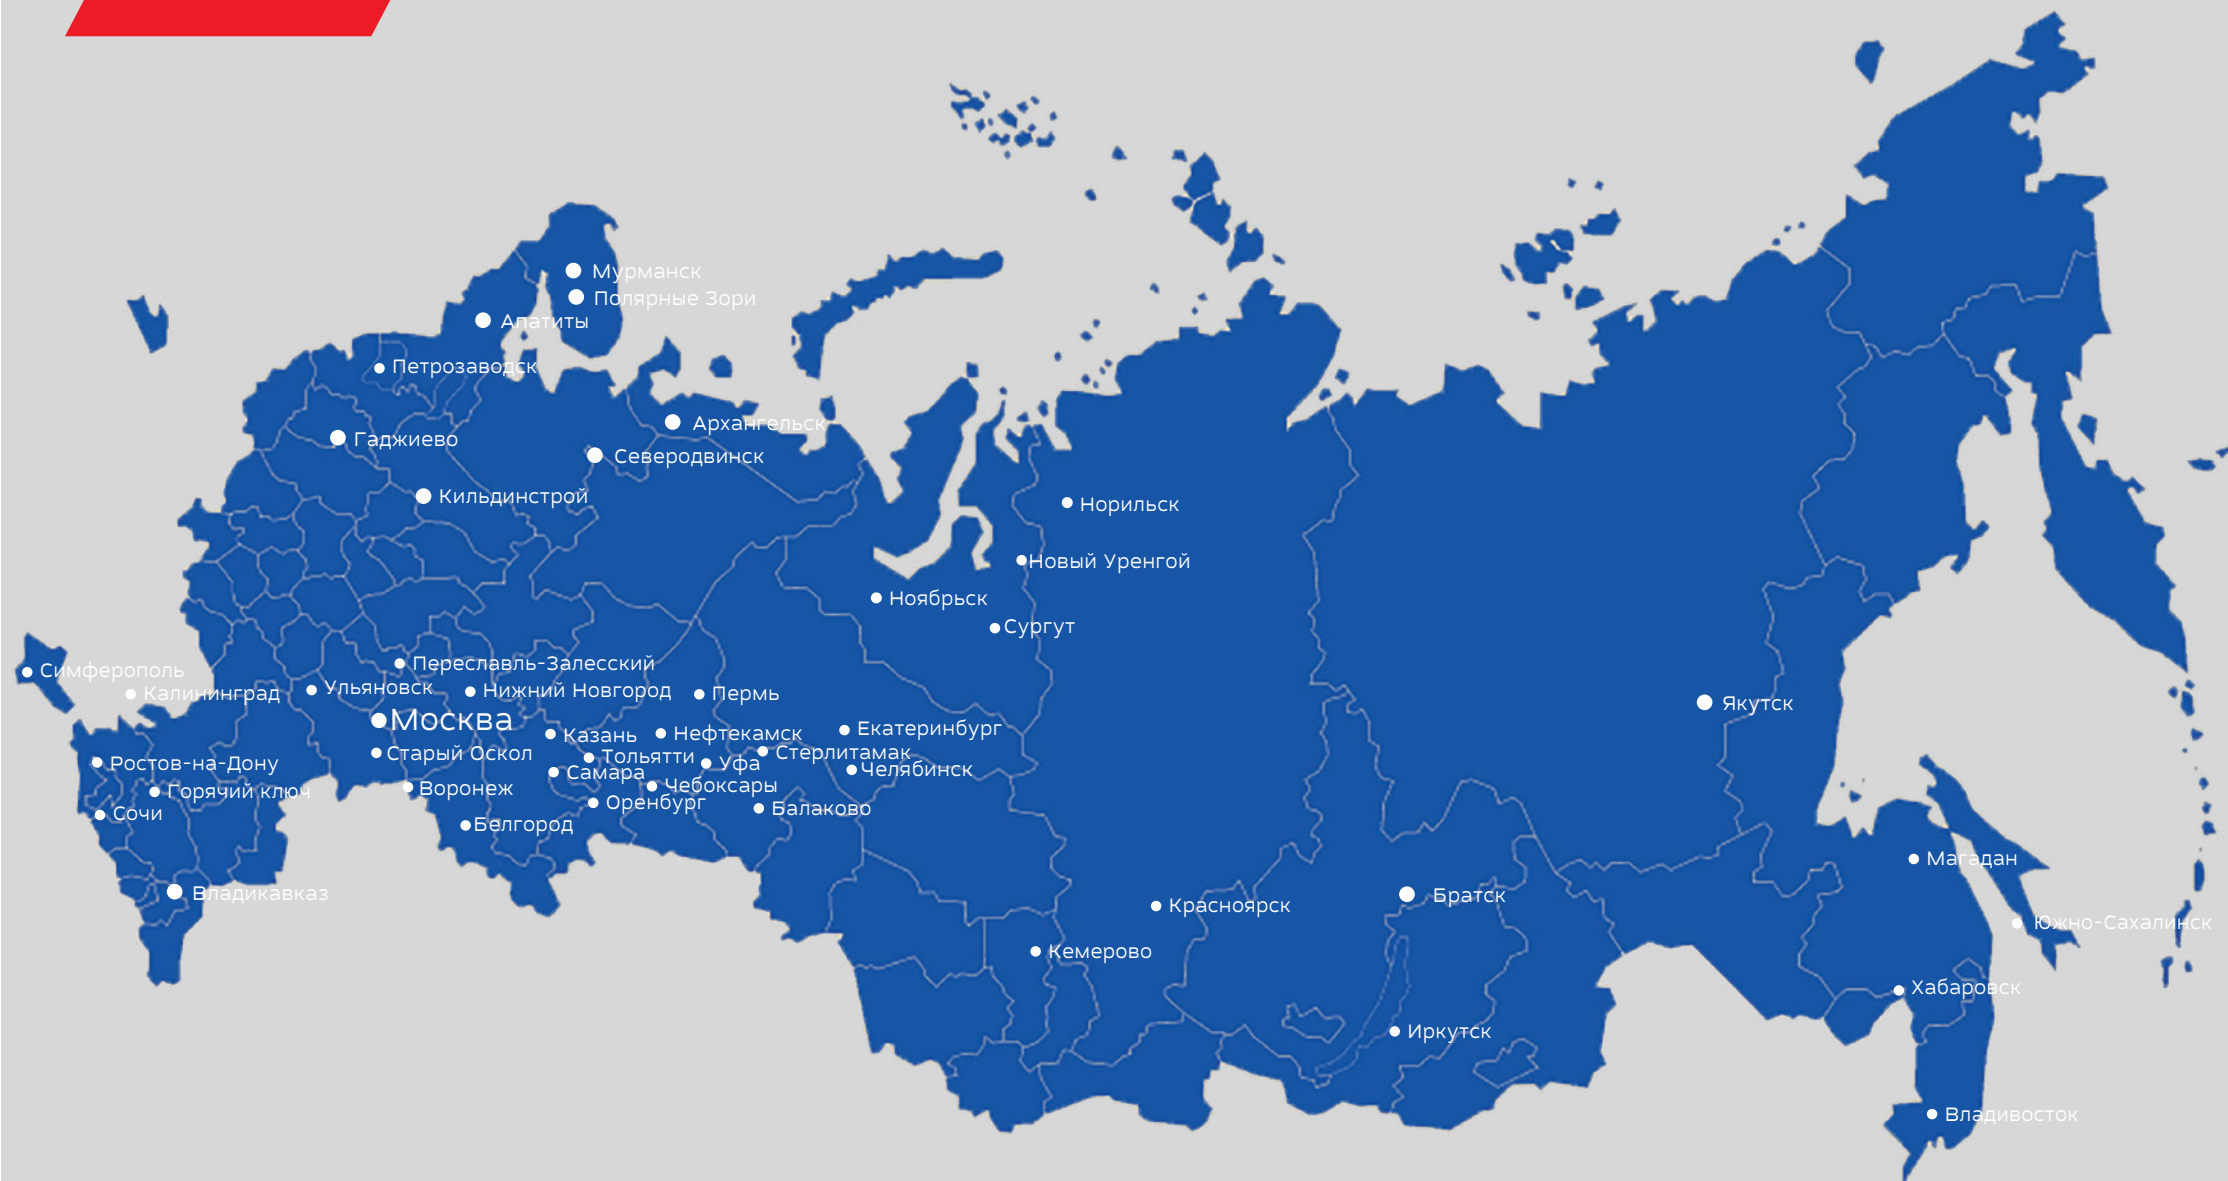 Мурманск
Полярные Зори
Апатиты
Петрозаводск
Архангельск
Гаджиево
Северодвинск
Кильдинстрой
Норильск
Новый Уренгой
Ноябрьск
Сургут
Переславль-Залесский
Симферополь
Ульяновск
Нижний Новгород
Калининград
Пермь
Якутск
Москва
Екатеринбург
Казань
Нефтекамск
Старый Оскол
Стерлитамак
Тольятти
Ростов-на-Дону
Уфа
Челябинск
Самара
Чебоксары
Воронеж
Горячий ключ
Оренбург
Балаково
Сочи
Белгород
Магадан
Владикавказ
Братск
Красноярск
Южно-Сахалинск
Кемерово
Хабаровск
Иркутск
Владивосток